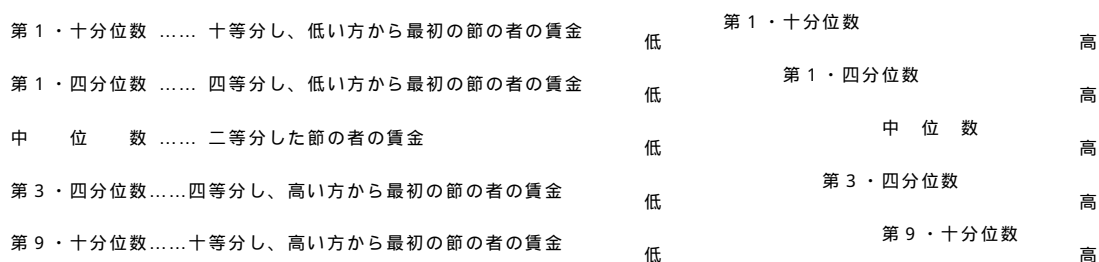 第1・十分位数 …… 十等分し、低い方から最初の節の者の賃金
第1・十分位数
低 高
第1・四分位数 …… 四等分し、低い方から最初の節の者の賃金
第1・四分位数
低 高
中 位 数 …… 二等分した節の者の賃金
中 位 数
低 高
第3・四分位数……四等分し、高い方から最初の節の者の賃金
第3・四分位数
低 高
第9・十分位数……十等分し、高い方から最初の節の者の賃金
第9・十分位数
低 高